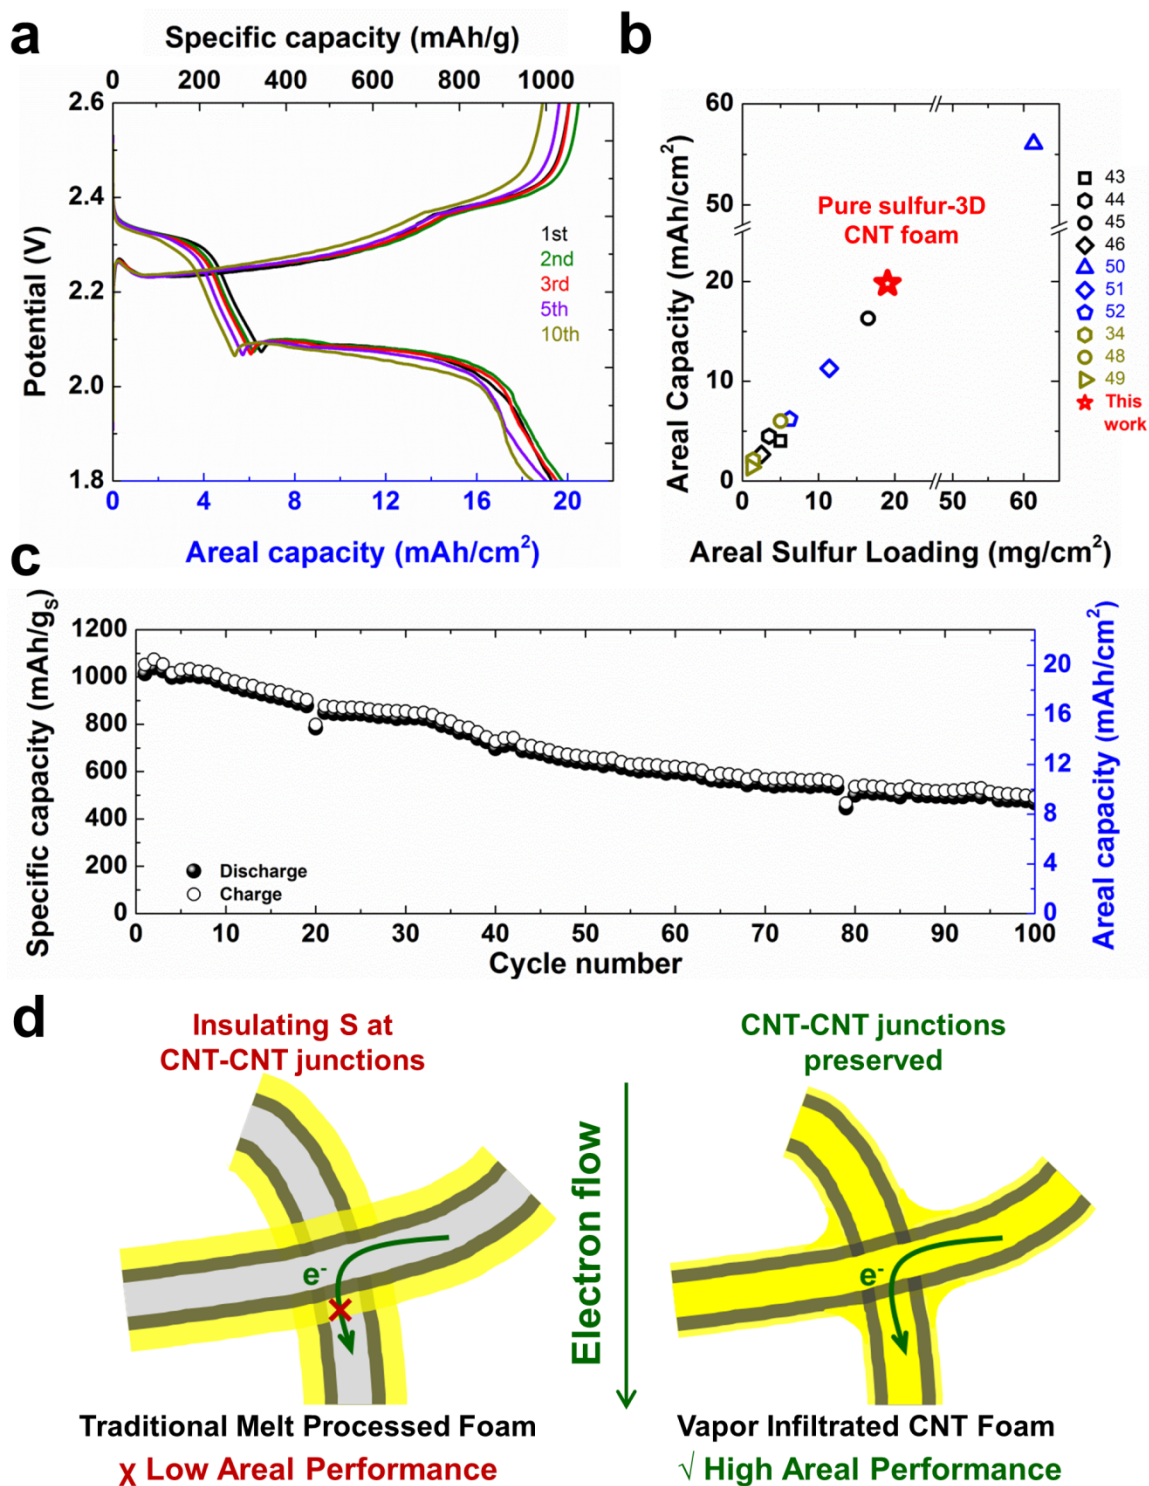 a
Specific capacity (mAh/g)
0 200 400 600 800 1000
2.6
2.4
2.2
2.0
1.8
Potential (V)
1st
2nd
3rd
5th
10th
0 4 8 12 16 20
Areal capacity (mAh/cm²)
b
60
50
20
10
0
Areal Capacity (mAh/cm²)
Pure sulfur-3D
CNT foam
43
44
45
46
50
51
52
34
48
49
This
work
0 10 20 50 60
Areal Sulfur Loading (mg/cm²)
c
Specific capacity (mAh/gS)
1200
1000
800
600
400
200
0
Discharge
Charge
20
16
12
8
4
0
Areal capacity (mAh/cm²)
0 10 20 30 40 50 60 70 80 90 100
Cycle number
d
Insulating S at
CNT-CNT junctions
e-
Traditional Melt Processed Foam
χ Low Areal Performance
Electron flow
CNT-CNT junctions
preserved
e-
Vapor Infiltrated CNT Foam
√ High Areal Performance